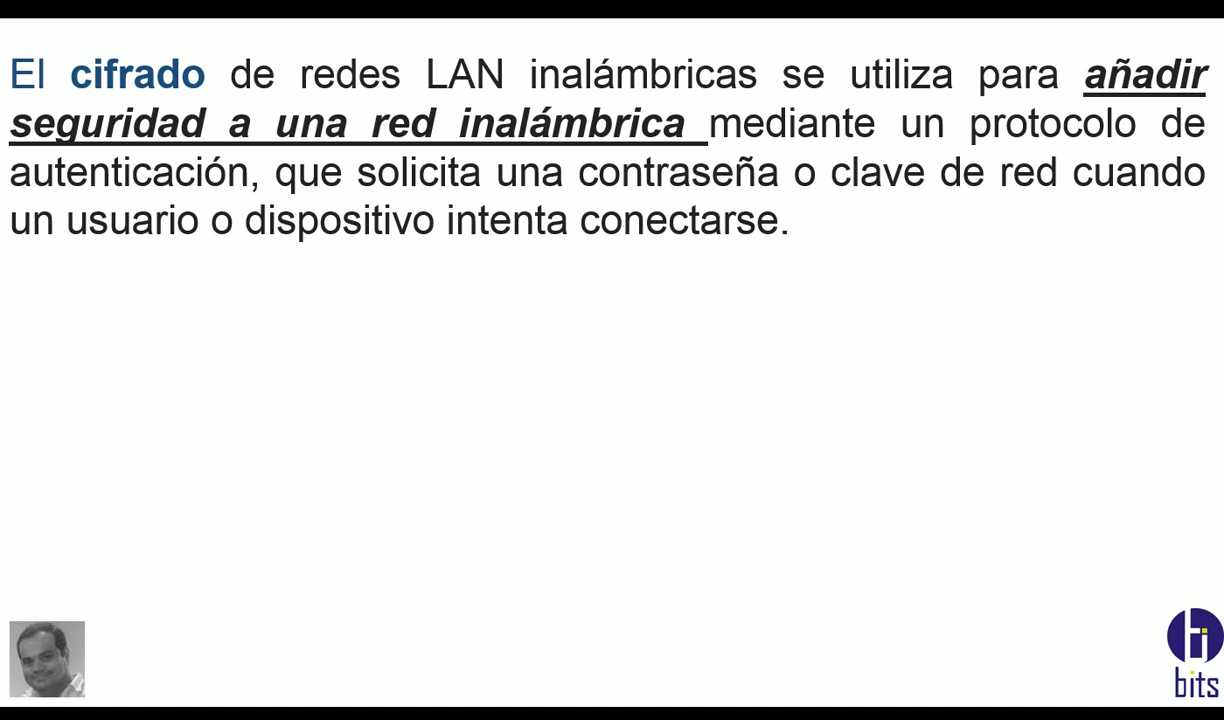 El cifrado de redes LAN inalámbricas se utiliza para añadir
seguridad a una red inalámbrica mediante un protocolo de
autenticación, que solicita una contraseña o clave de red cuando
un usuario o dispositivo intenta conectarse.
bits